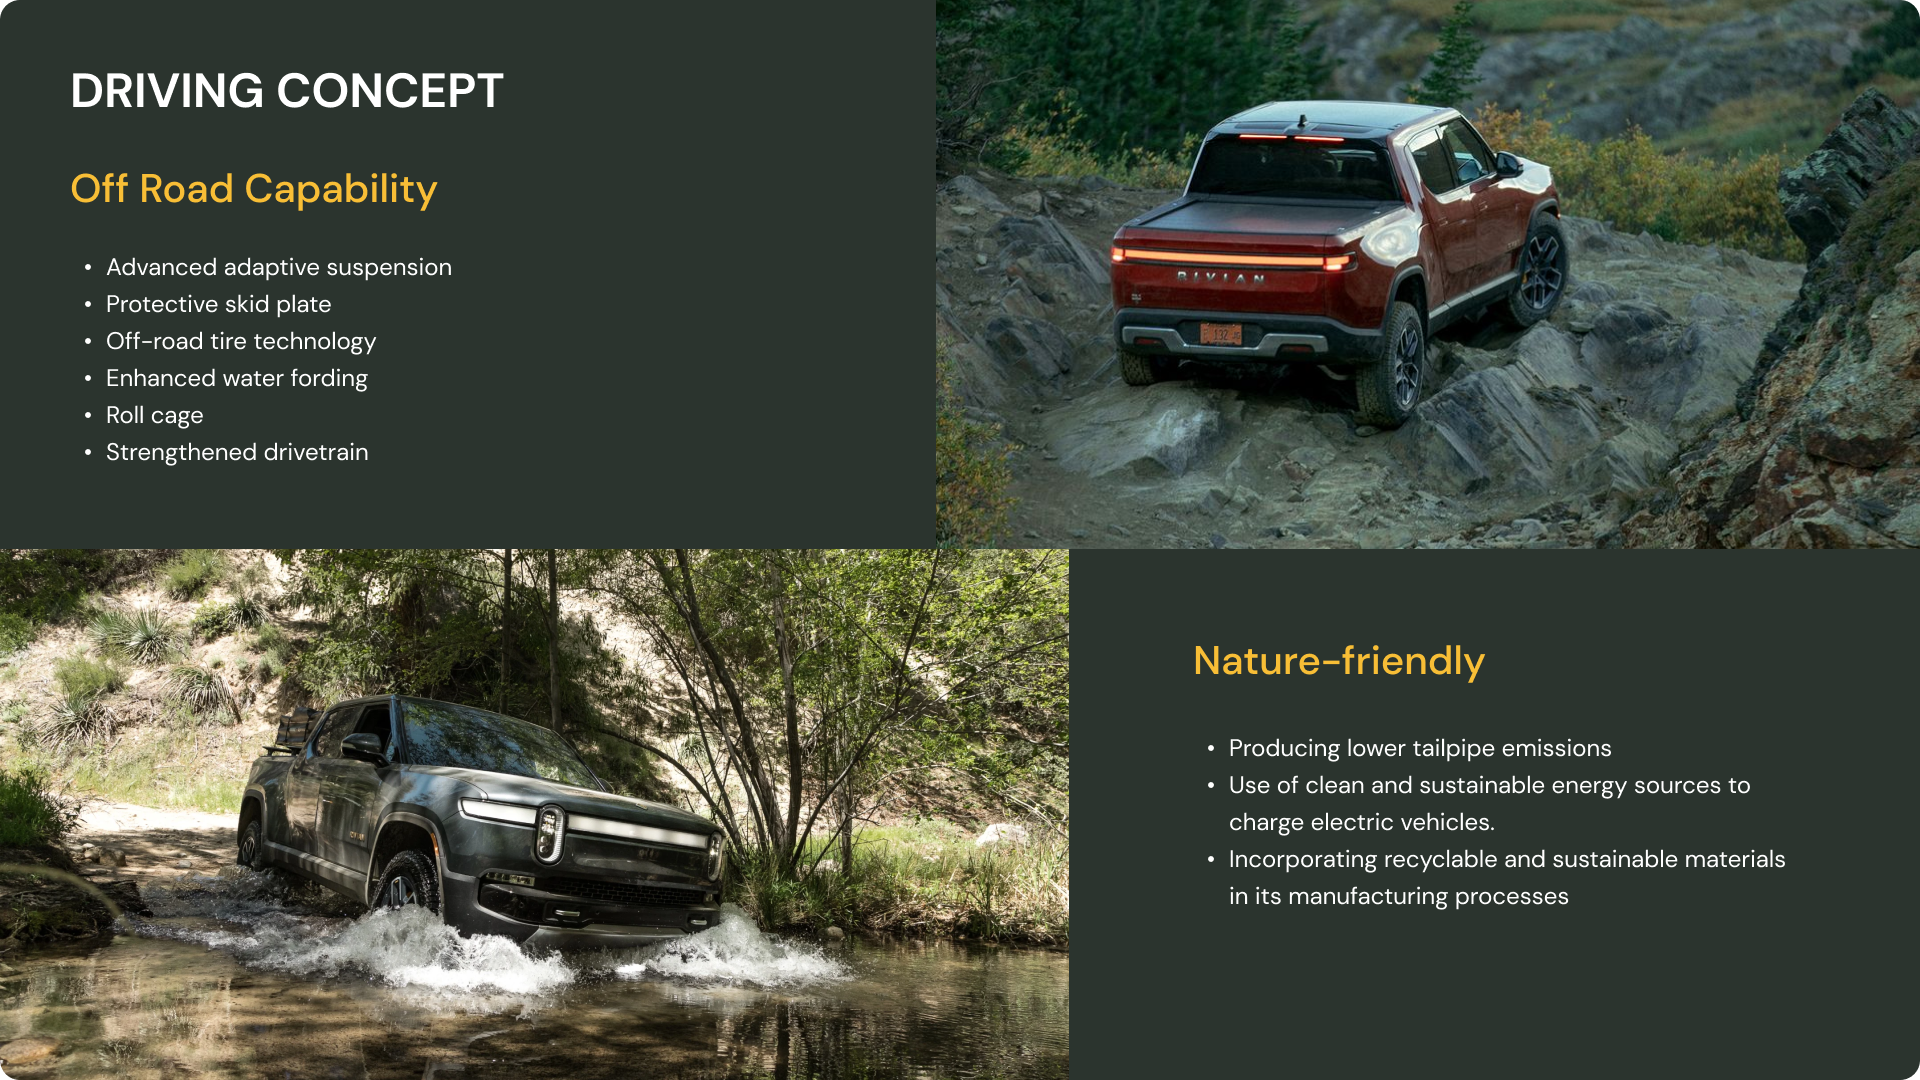 DRIVING CONCEPT
Off Road Capability
• Advanced adaptive suspension
• Protective skid plate
• Off-road tire technology
• Enhanced water fording
• Roll cage
• Strengthened drivetrain
RIVIAN
132
Nature-friendly
• Producing lower tailpipe emissions
• Use of clean and sustainable energy sources to
charge electric vehicles.
• Incorporating recyclable and sustainable materials
in its manufacturing processes